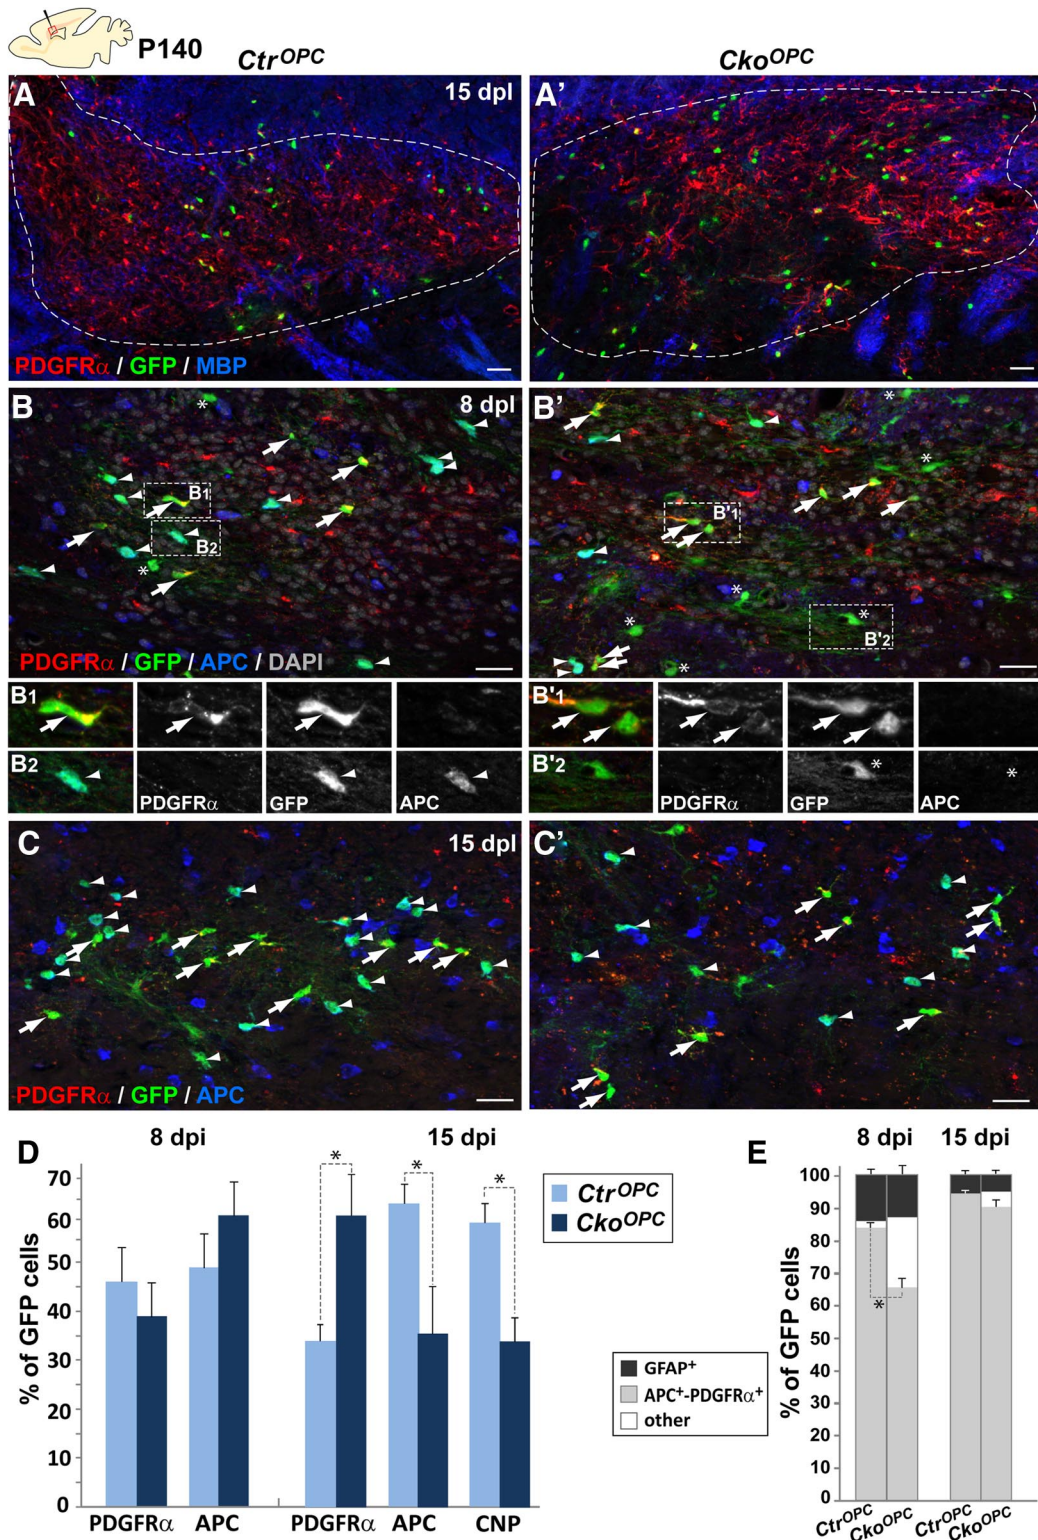 P140
Ctr^OPC
Cko^OPC
A
15 dpl
A'
PDGFRα / GFP / MBP
B
8 dpl
B'
*
*
*
B1
B'1
B2
*
*
*
B'2
*
*
PDGFRα / GFP / APC / DAPI
B1
B'1
B2
PDGFRα
GFP
APC
B'2
PDGFRα
GFP
*
APC
*
C
15 dpl
C'
PDGFRα / GFP / APC
D
8 dpi
15 dpi
% of GFP cells
70
60
50
40
30
20
10
0
*
*
*
PDGFRα
APC
PDGFRα
APC
CNP
Ctr^OPC
Cko^OPC
E
8 dpi
15 dpi
% of GFP cells
100
90
80
70
60
50
40
30
20
10
0
*
Ctr^OPC
Cko^OPC
Ctr^OPC
Cko^OPC
GFAP+
APC+-PDGFRα+
other